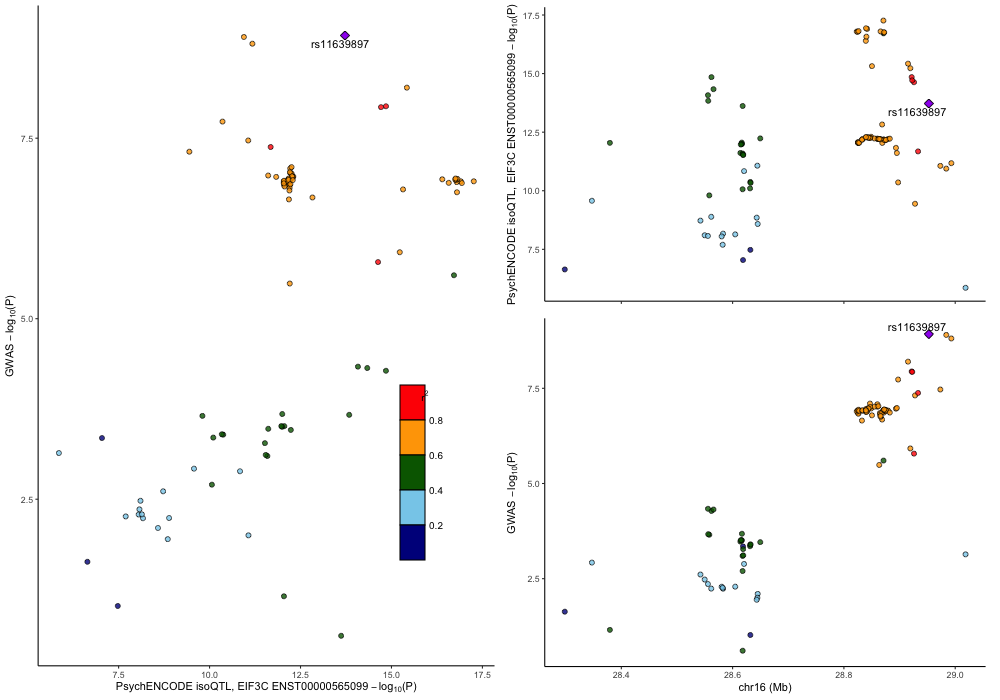 rs11639897
7.5
5.0
2.5
GWAS − log10(P)
7.5
10.0
12.5
15.0
17.5
PsychENCODE isoQTL, EIF3C ENST00000565099 − log10(P)
r2
0.8
0.6
0.4
0.2
17.5
15.0
12.5
10.0
7.5
PsychENCODE isoQTL, EIF3C ENST00000565099 − log10(P)
rs11639897
rs11639897
7.5
5.0
2.5
GWAS − log10(P)
28.4
28.6
28.8
29.0
chr16 (Mb)